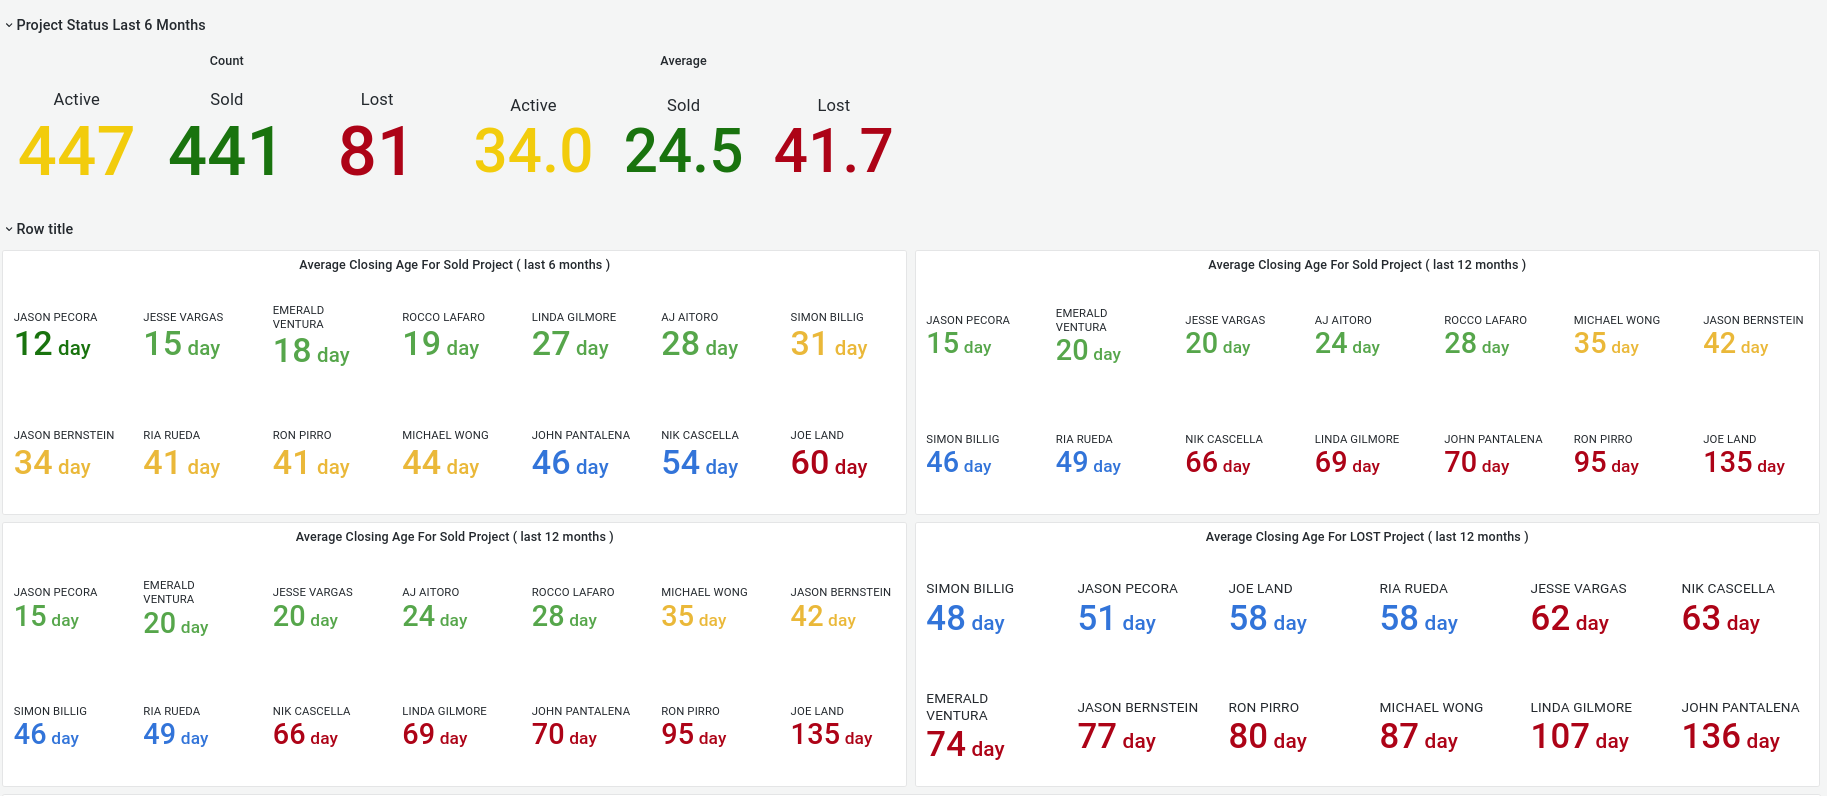 Project Status Last 6 Months
Count
Average
Active
Sold
Lost
Active
Sold
Lost
447
441
81
34.0
24.5
41.7
Row title
Average Closing Age For Sold Project ( last 6 months )
JASON PECORA
12 day
JESSE VARGAS
15 day
EMERALD
VENTURA
18 day
ROCCO LAFARO
19 day
LINDA GILMORE
27 day
AJ AITORO
28 day
SIMON BILLIG
31 day
JASON BERNSTEIN
34 day
RIA RUEDA
41 day
RON PIRRO
41 day
MICHAEL WONG
44 day
JOHN PANTALENA
46 day
NIK CASCELLA
54 day
JOE LAND
60 day
Average Closing Age For Sold Project ( last 12 months )
JASON PECORA
15 day
EMERALD
VENTURA
20 day
JESSE VARGAS
20 day
AJ AITORO
24 day
ROCCO LAFARO
28 day
MICHAEL WONG
35 day
JASON BERNSTEIN
42 day
SIMON BILLIG
46 day
RIA RUEDA
49 day
NIK CASCELLA
66 day
LINDA GILMORE
69 day
JOHN PANTALENA
70 day
RON PIRRO
95 day
JOE LAND
135 day
Average Closing Age For Sold Project ( last 12 months )
JASON PECORA
15 day
EMERALD
VENTURA
20 day
JESSE VARGAS
20 day
AJ AITORO
24 day
ROCCO LAFARO
28 day
MICHAEL WONG
35 day
JASON BERNSTEIN
42 day
SIMON BILLIG
46 day
RIA RUEDA
49 day
NIK CASCELLA
66 day
LINDA GILMORE
69 day
JOHN PANTALENA
70 day
RON PIRRO
95 day
JOE LAND
135 day
Average Closing Age For LOST Project ( last 12 months )
SIMON BILLIG
48 day
JASON PECORA
51 day
JOE LAND
58 day
RIA RUEDA
58 day
JESSE VARGAS
62 day
NIK CASCELLA
63 day
EMERALD
VENTURA
74 day
JASON BERNSTEIN
77 day
RON PIRRO
80 day
MICHAEL WONG
87 day
LINDA GILMORE
107 day
JOHN PANTALENA
136 day